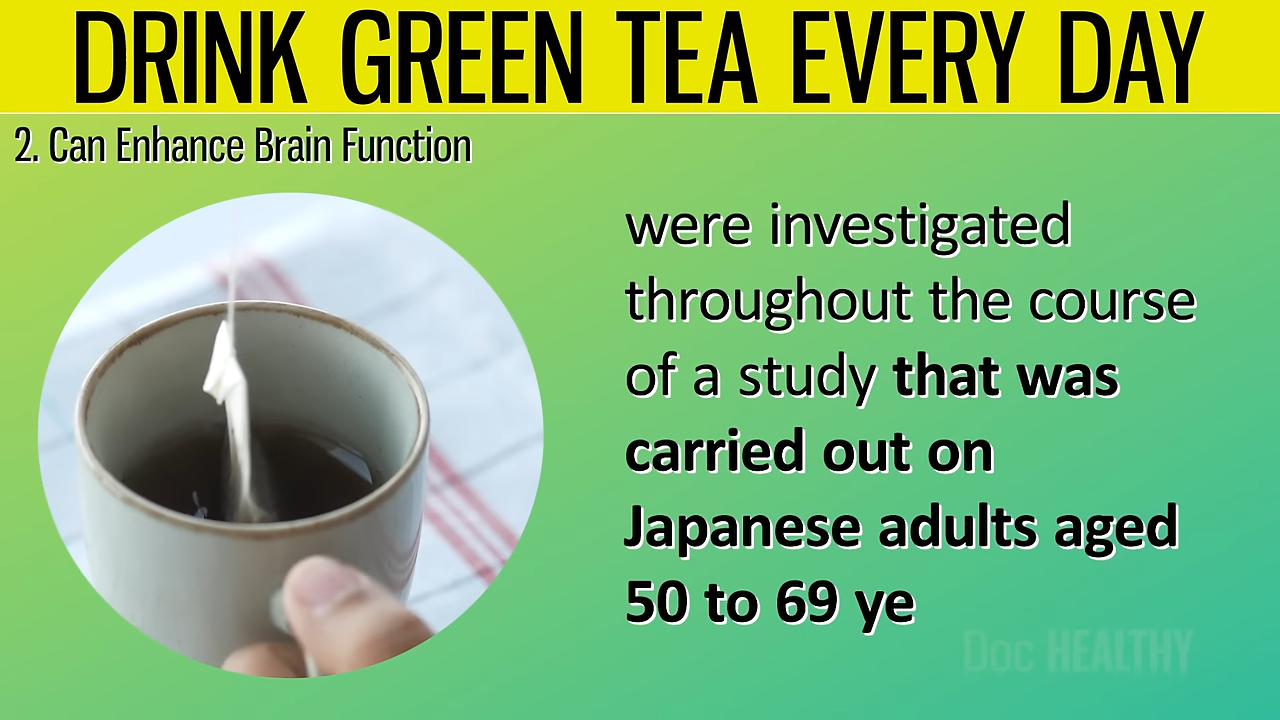 DRINK GREEN TEA EVERY DAY
2. Can Enhance Brain Function
were investigated
throughout the course
of a study that was
carried out on
Japanese adults aged
50 to 69 ye
Doc HEALTHY